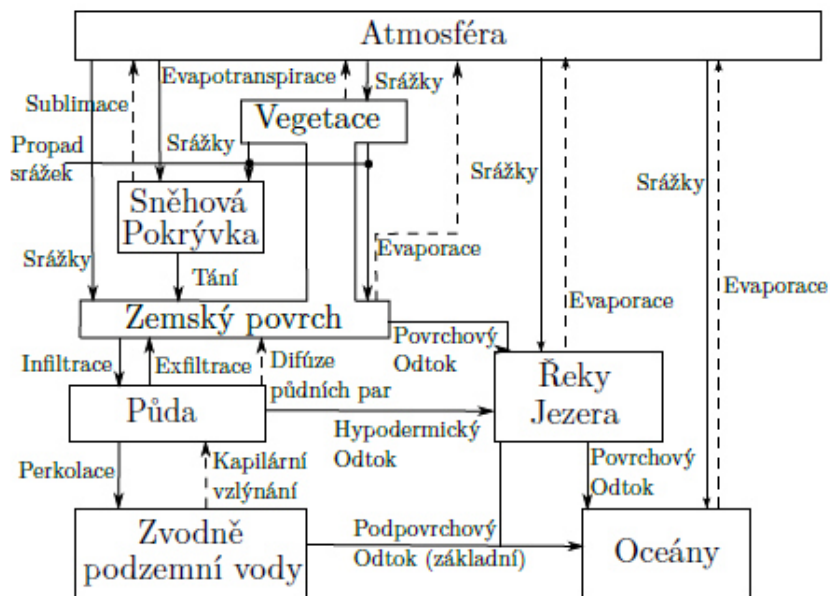 Atmosféra
Evapotranspirace
Srážky
Sublimace
Vegetace
Propad
srážek
Srážky
Srážky
Srážky
Sněhová
Pokrývka
Evaporace
Srážky
Tání
Evaporace
Evaporace
Zemský povrch
Povrchový
Odtok
Infiltrace
Exfiltrace
Difúze
půdních par
Řeky
Jezera
Půda
Hypodermický
Odtok
Perkolace
Kapilární
vzlýnání
Povrchový
Odtok
Zvodně
podzemní vody
Podpovrchový
Odtok (základní)
Oceány